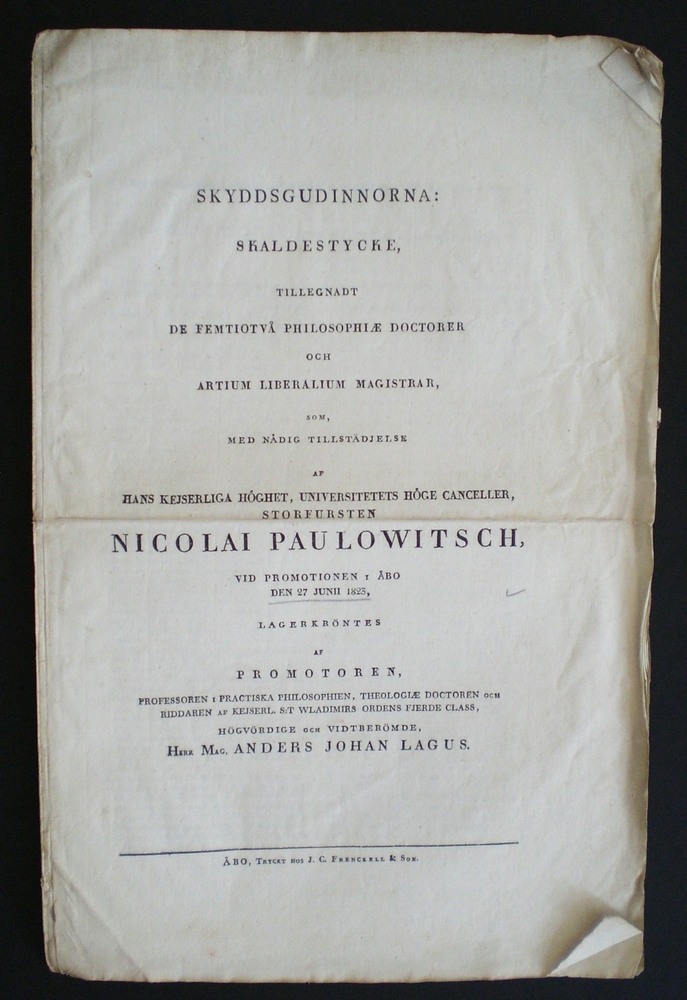 SKYDDSGUDINNORNA:
SKALDESTYCKE,
TILLEGNADT
DE FEMTIOTVÅ PHILOSOPHIÆ DOCTORER
OCH
ARTIUM LIBERALIUM MAGISTRAR,
SOM,
MED NÅDIG TILLSTÄDJELSE
AF
HANS KEJSERLIGA HÖGHET, UNIVERSITETETS HÖGE CANCELLER,
STORFURSTEN
NICOLAI PAULOWITSCH,
VID PROMOTIONEN I ÅBO
DEN 27 JUNII 1823,
LAGERKRÖNTES
AF
PROMOTOREN,
PROFESSOREN I PRACTISKA PHILOSOPHIEN, THEOLOGIÆ DOCTOREN OCH
RIDDAREN AF KEJSERL. S:T WLADIMIRS ORDENS FJERDE CLASS,
HÖGVÖRDIGE OCH VIDTBERÖMDE,
HERR MAG. ANDERS JOHAN LAGUS.
ÅBO, TRYCKT HOS J. C. FRENCKELL & SON.